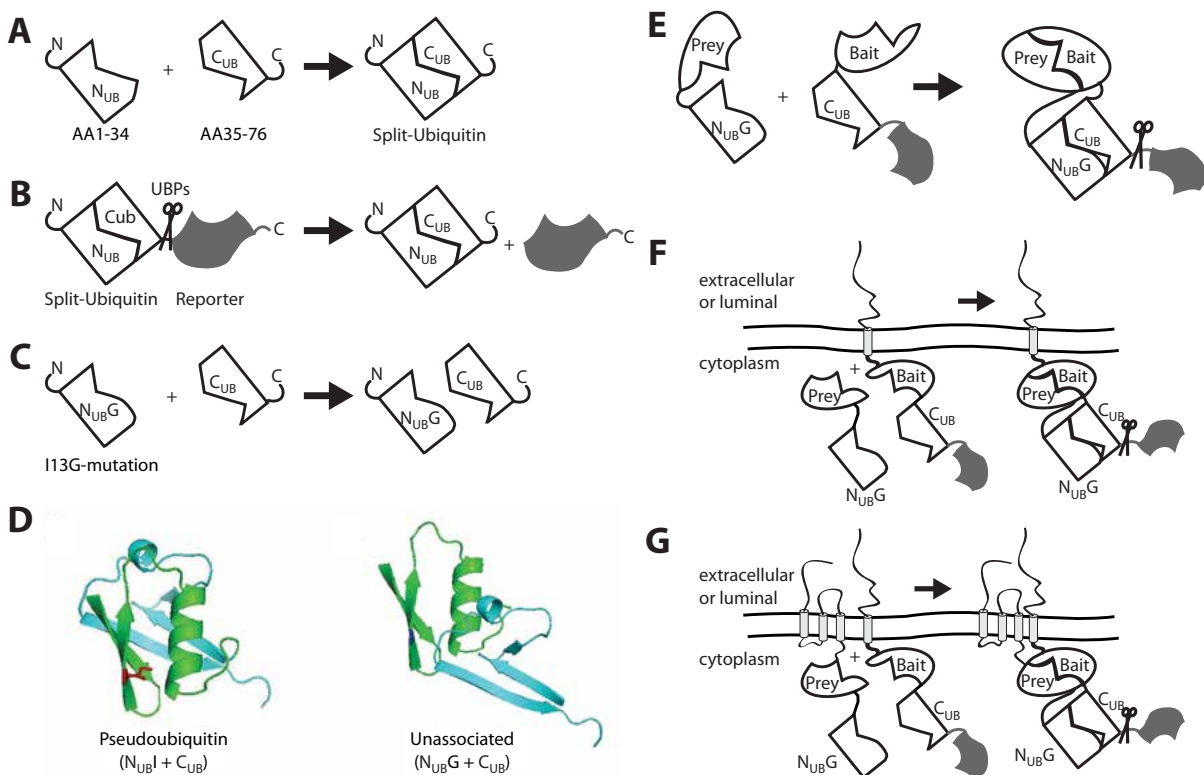 A
N
N_UB
AA1-34
+
C_UB
AA35-76
C
N
C_UB
N_UB
C
Split-Ubiquitin
B
N
Cub
N_UB
UBPs
C
Split-Ubiquitin
Reporter
N
C_UB
N_UB
C
+
C
C
N
N_UBG
I13G-mutation
+
C_UB
C
N
N_UBG
C_UB
C
D
Pseudoubiquitin
(N_UBI + C_UB)
Unassociated
(N_UBG + C_UB)
E
Prey
N_UBG
+
Bait
C_UB
Prey
Bait
C_UB
N_UBG
F
extracellular
or luminal
cytoplasm
+
Prey
Bait
C_UB
N_UBG
Bait
Prey
C_UB
N_UBG
G
extracellular
or luminal
cytoplasm
+
Prey
Bait
C_UB
N_UBG
Bait
Prey
C_UB
N_UBG